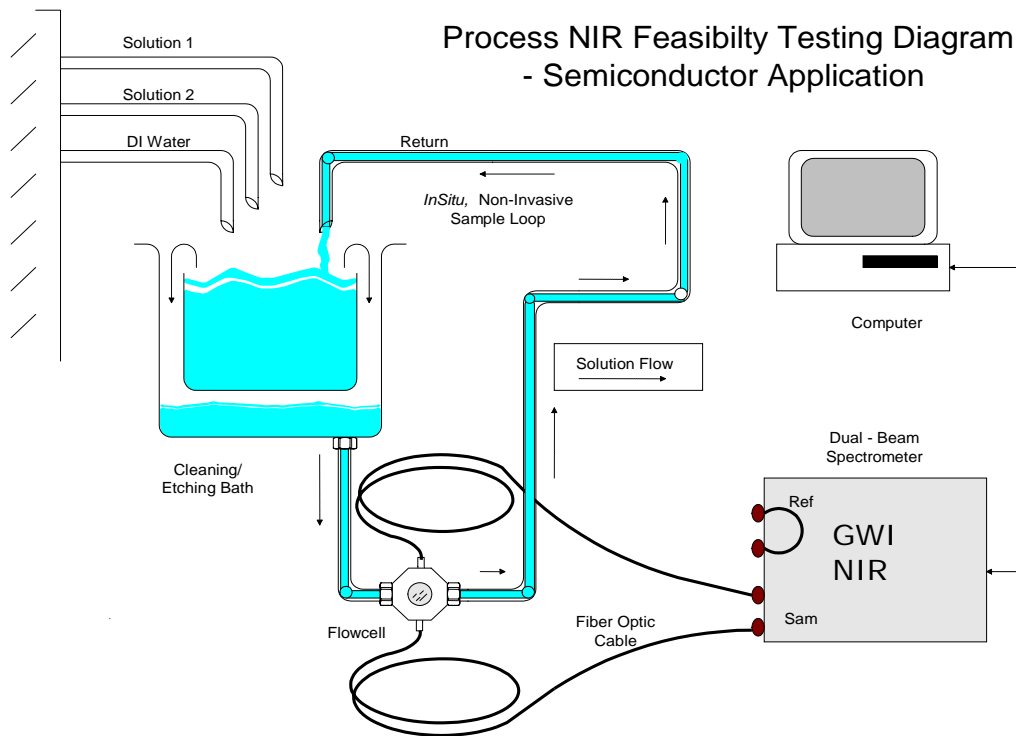 Process NIR Feasibilty Testing Diagram
- Semiconductor Application
Solution 1
Solution 2
DI Water
Return
InSitu, Non-Invasive
Sample Loop
Computer
Solution Flow
Cleaning/
Etching Bath
Dual - Beam
Spectrometer
Ref
GWI
NIR
Sam
Flowcell
Fiber Optic
Cable